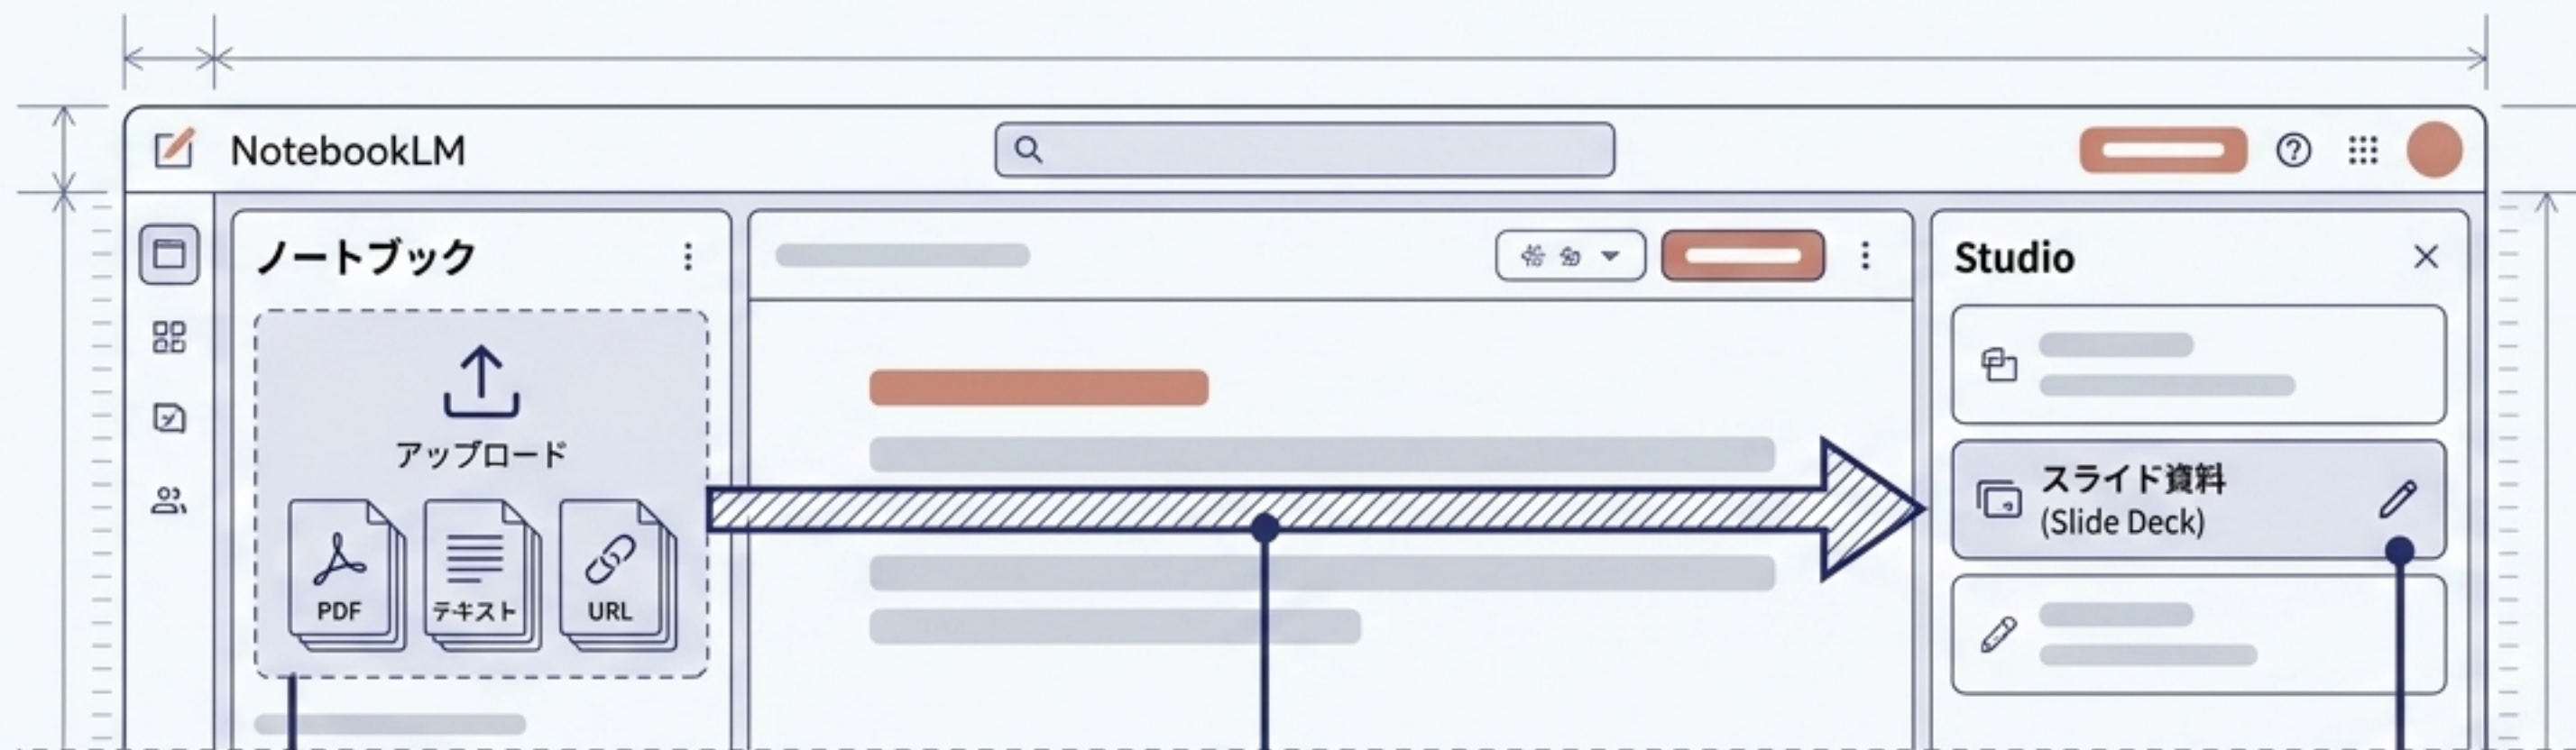 NotebookLM
ノートブック
アップロード
PDF
テキスト
URL
Studio
スライド資料
(Slide Deck)